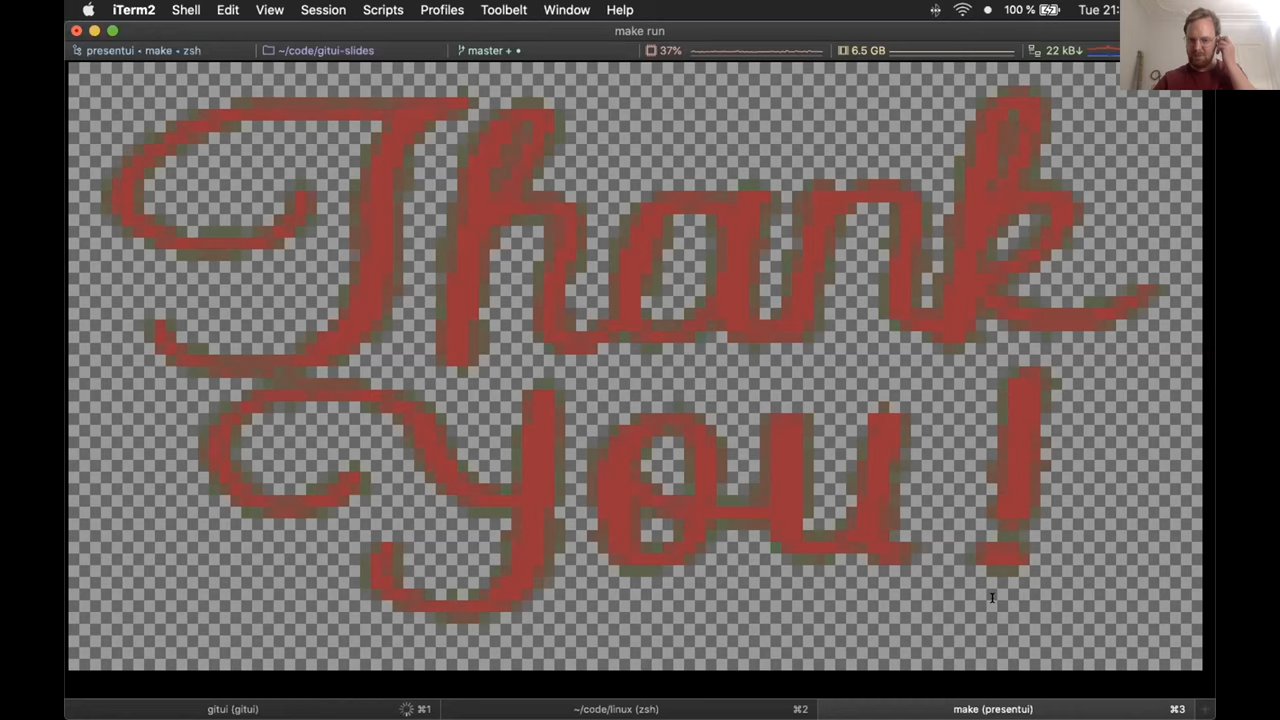 iTerm2 Shell Edit View Session Scripts Profiles Toolbelt Window Help 100 % Tue 21:
make run
presentui • make • zsh ~/code/gitui-slides master + • 37% 6.5 GB 22 kB↓
Thank
You!
gitui (gitui) ⌘1 ~/code/linux (zsh) ⌘2 make (presentui) ⌘3